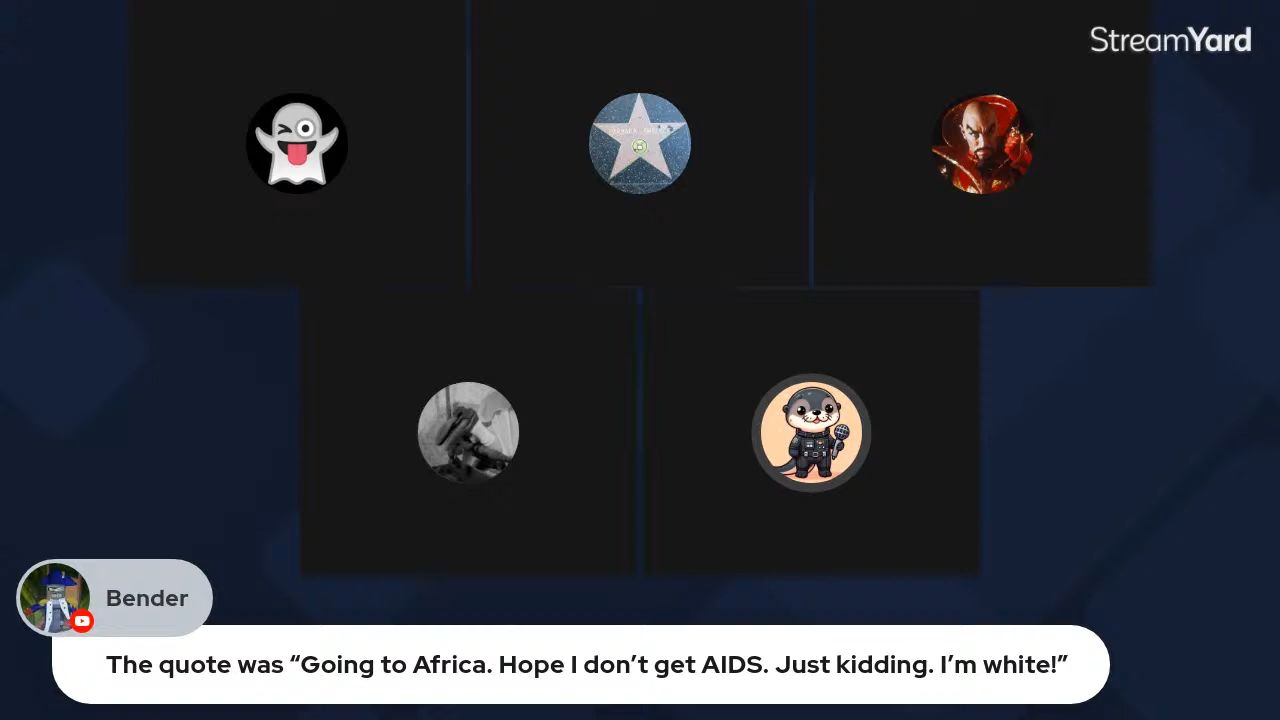 StreamYard
Bender
The quote was “Going to Africa. Hope I don’t get AIDS. Just kidding. I’m white!”